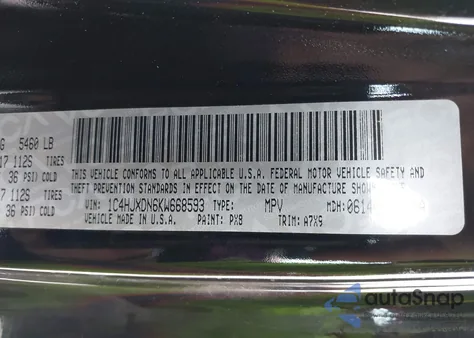 G 5460 LB
17 112S TIRES
36 PSI) COLD
17 112S TIRES
36 PSI) COLD
THIS VEHICLE CONFORMS TO ALL APPLICABLE U.S.A. FEDERAL MOTOR VEHICLE SAFETY AND
THEFT PREVENTION STANDARDS IN EFFECT ON THE DATE OF MANUFACTURE SHOWN
VIN: 1C4HJXDN6KW668593 TYPE: MPV MDH: 0614
MADE IN U.S.A. PAINT: PX8 TRIM: A7X9
autoSnap